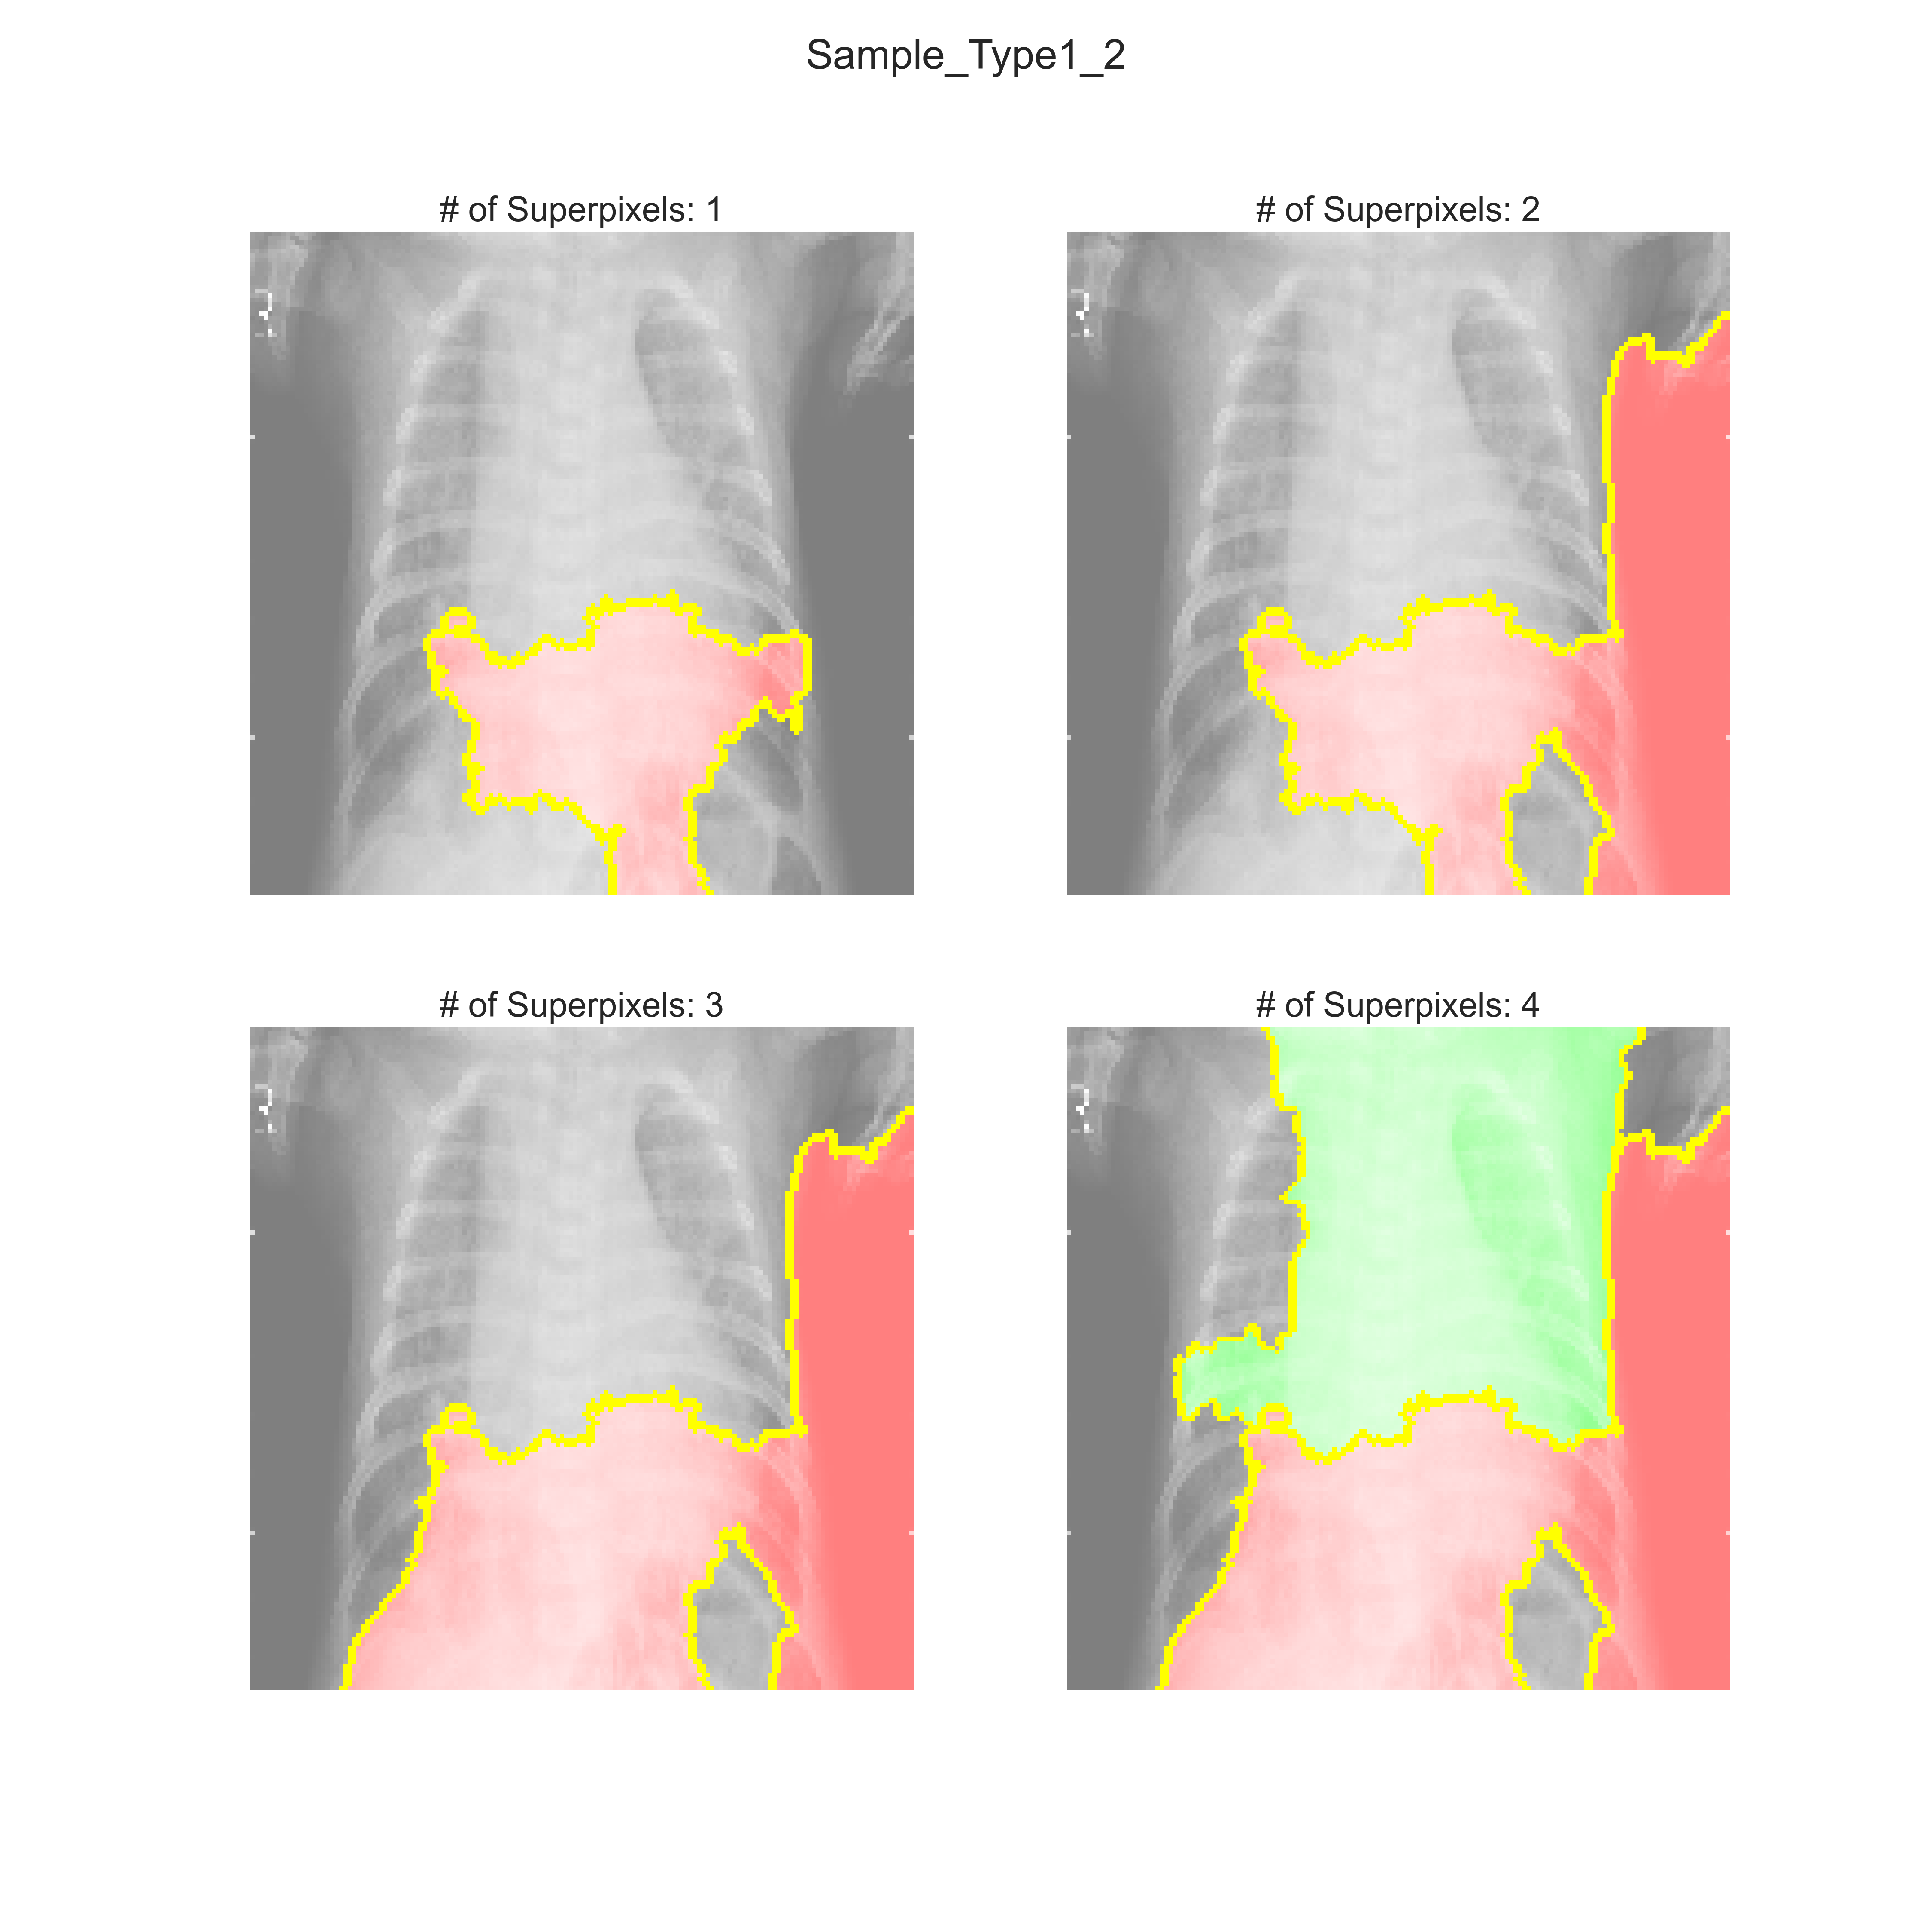 Sample_Type1_2
# of Superpixels: 1
# of Superpixels: 2
# of Superpixels: 3
# of Superpixels: 4